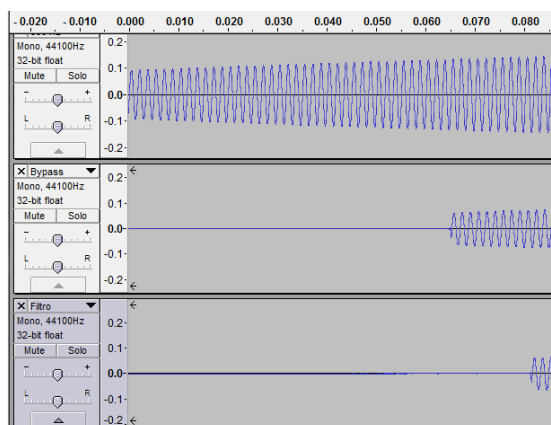 -0.020 -0.010 0.000 0.010 0.020 0.030 0.040 0.050 0.060 0.070 0.080
Mono, 44100Hz
32-bit float
Mute Solo
- +
L R
0.2
0.1
0.0
-0.1
-0.2
X Bypass
Mono, 44100Hz
32-bit float
Mute Solo
- +
L R
0.2
0.1
0.0
-0.1
-0.2
X Filtro
Mono, 44100Hz
32-bit float
Mute Solo
- +
L R
0.2
0.1
0.0
-0.1
-0.2